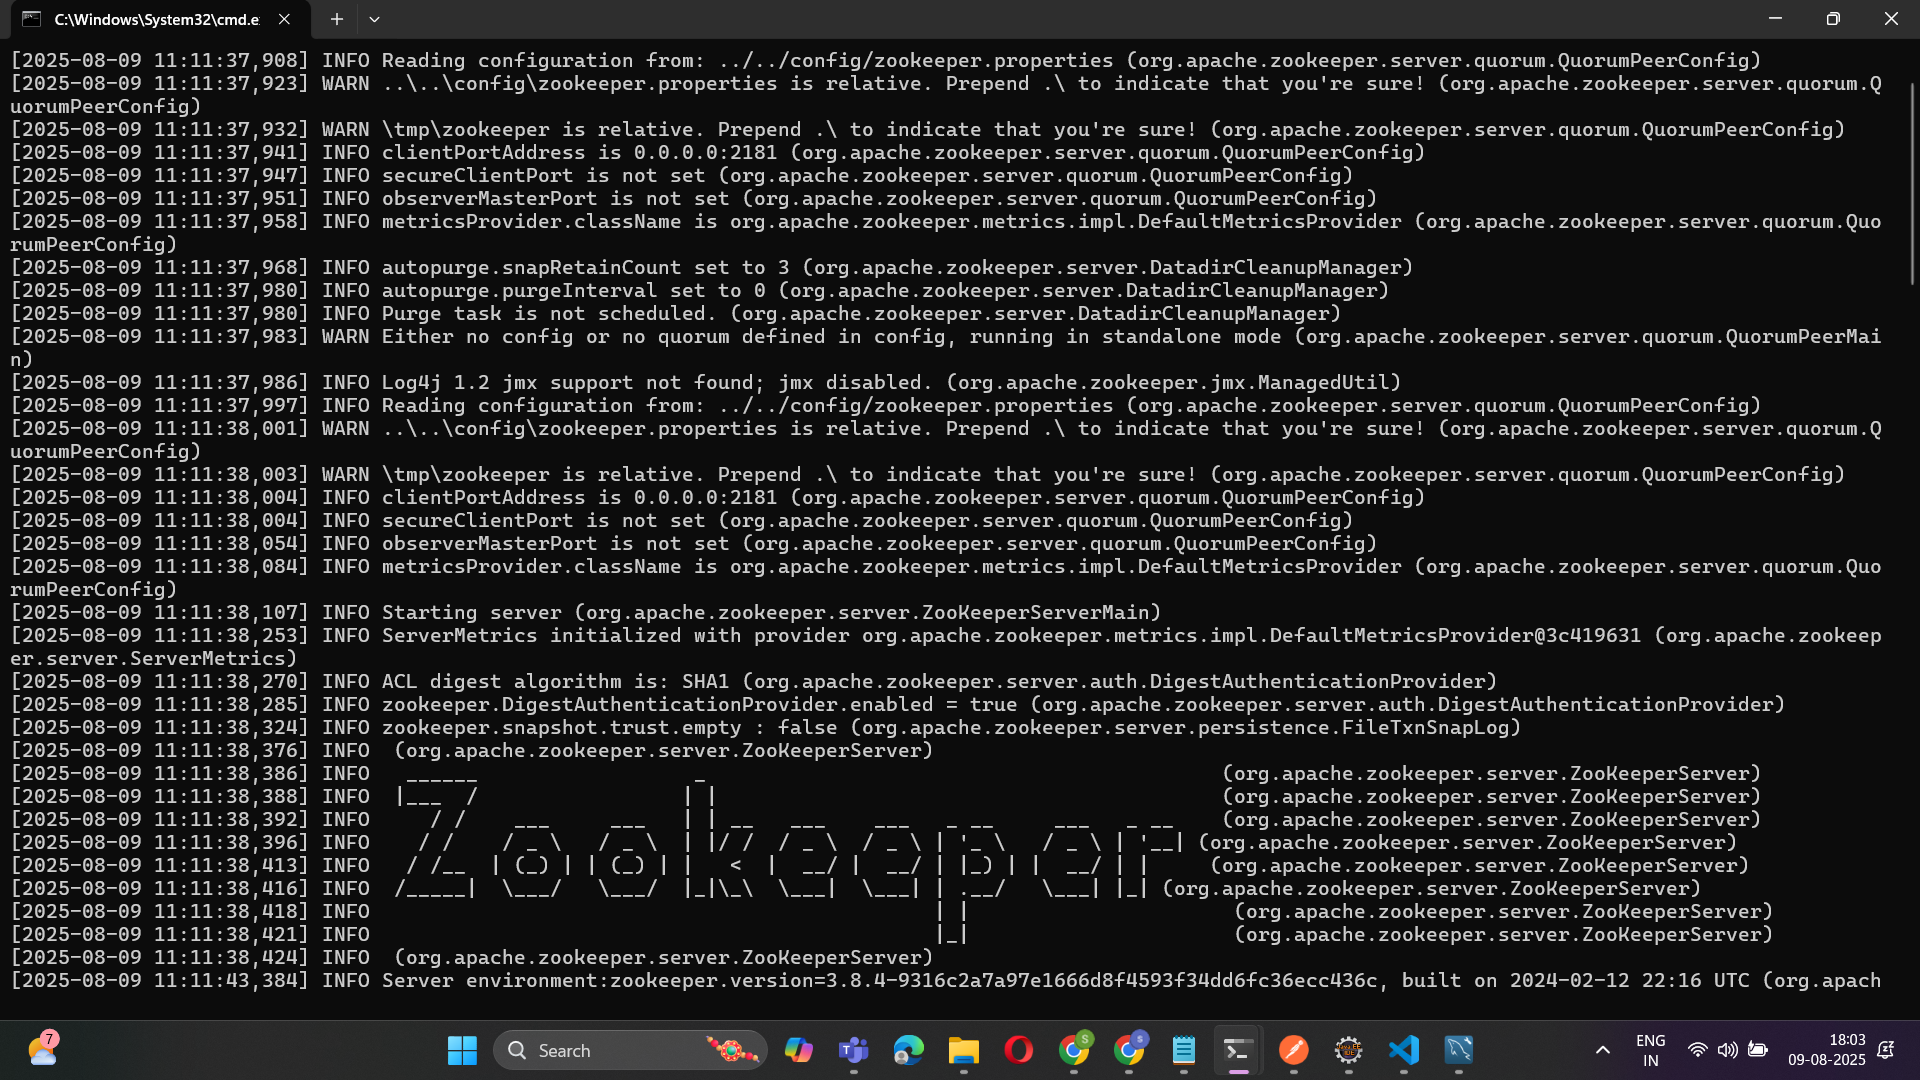 C:\Windows\System32\cmd.e
[2025-08-09 11:11:37,908] INFO Reading configuration from: ../../config/zookeeper.properties (org.apache.zookeeper.server.quorum.QuorumPeerConfig)
[2025-08-09 11:11:37,923] WARN ..\..\config\zookeeper.properties is relative. Prepend .\ to indicate that you're sure! (org.apache.zookeeper.server.quorum.Q
uorumPeerConfig)
[2025-08-09 11:11:37,932] WARN \tmp\zookeeper is relative. Prepend .\ to indicate that you're sure! (org.apache.zookeeper.server.quorum.QuorumPeerConfig)
[2025-08-09 11:11:37,941] INFO clientPortAddress is 0.0.0.0:2181 (org.apache.zookeeper.server.quorum.QuorumPeerConfig)
[2025-08-09 11:11:37,947] INFO secureClientPort is not set (org.apache.zookeeper.server.quorum.QuorumPeerConfig)
[2025-08-09 11:11:37,951] INFO observerMasterPort is not set (org.apache.zookeeper.server.quorum.QuorumPeerConfig)
[2025-08-09 11:11:37,958] INFO metricsProvider.className is org.apache.zookeeper.metrics.impl.DefaultMetricsProvider (org.apache.zookeeper.server.quorum.Quo
rumPeerConfig)
[2025-08-09 11:11:37,968] INFO autopurge.snapRetainCount set to 3 (org.apache.zookeeper.server.DatadirCleanupManager)
[2025-08-09 11:11:37,980] INFO autopurge.purgeInterval set to 0 (org.apache.zookeeper.server.DatadirCleanupManager)
[2025-08-09 11:11:37,980] INFO Purge task is not scheduled. (org.apache.zookeeper.server.DatadirCleanupManager)
[2025-08-09 11:11:37,983] WARN Either no config or no quorum defined in config, running in standalone mode (org.apache.zookeeper.server.quorum.QuorumPeerMai
n)
[2025-08-09 11:11:37,986] INFO Log4j 1.2 jmx support not found; jmx disabled. (org.apache.zookeeper.jmx.ManagedUtil)
[2025-08-09 11:11:37,997] INFO Reading configuration from: ../../config/zookeeper.properties (org.apache.zookeeper.server.quorum.QuorumPeerConfig)
[2025-08-09 11:11:38,001] WARN ..\..\config\zookeeper.properties is relative. Prepend .\ to indicate that you're sure! (org.apache.zookeeper.server.quorum.Q
uorumPeerConfig)
[2025-08-09 11:11:38,003] WARN \tmp\zookeeper is relative. Prepend .\ to indicate that you're sure! (org.apache.zookeeper.server.quorum.QuorumPeerConfig)
[2025-08-09 11:11:38,004] INFO clientPortAddress is 0.0.0.0:2181 (org.apache.zookeeper.server.quorum.QuorumPeerConfig)
[2025-08-09 11:11:38,004] INFO secureClientPort is not set (org.apache.zookeeper.server.quorum.QuorumPeerConfig)
[2025-08-09 11:11:38,054] INFO observerMasterPort is not set (org.apache.zookeeper.server.quorum.QuorumPeerConfig)
[2025-08-09 11:11:38,084] INFO metricsProvider.className is org.apache.zookeeper.metrics.impl.DefaultMetricsProvider (org.apache.zookeeper.server.quorum.Quo
rumPeerConfig)
[2025-08-09 11:11:38,107] INFO Starting server (org.apache.zookeeper.server.ZooKeeperServerMain)
[2025-08-09 11:11:38,253] INFO ServerMetrics initialized with provider org.apache.zookeeper.metrics.impl.DefaultMetricsProvider@3c419631 (org.apache.zookeep
er.server.ServerMetrics)
[2025-08-09 11:11:38,270] INFO ACL digest algorithm is: SHA1 (org.apache.zookeeper.server.auth.DigestAuthenticationProvider)
[2025-08-09 11:11:38,285] INFO zookeeper.DigestAuthenticationProvider.enabled = true (org.apache.zookeeper.server.auth.DigestAuthenticationProvider)
[2025-08-09 11:11:38,324] INFO zookeeper.snapshot.trust.empty : false (org.apache.zookeeper.server.persistence.FileTxnSnapLog)
[2025-08-09 11:11:38,376] INFO  (org.apache.zookeeper.server.ZooKeeperServer)
[2025-08-09 11:11:38,386] INFO   ______                  _                                           (org.apache.zookeeper.server.ZooKeeperServer)
[2025-08-09 11:11:38,388] INFO  |___  /                 | |                                          (org.apache.zookeeper.server.ZooKeeperServer)
[2025-08-09 11:11:38,392] INFO     / /    ___     ___   | | __   ___    ___   _ __     ___   _ __    (org.apache.zookeeper.server.ZooKeeperServer)
[2025-08-09 11:11:38,396] INFO    / /    / _ \   / _ \  | |/ /  / _ \  / _ \ | '_ \   / _ \ | '__| (org.apache.zookeeper.server.ZooKeeperServer)
[2025-08-09 11:11:38,413] INFO   / /__  | (_) | | (_) | |   <  |  __/ |  __/ | |_) | |  __/ | |     (org.apache.zookeeper.server.ZooKeeperServer)
[2025-08-09 11:11:38,416] INFO  /_____|  \___/   \___/  |_|\_\  \___|  \___| | .__/   \___| |_| (org.apache.zookeeper.server.ZooKeeperServer)
[2025-08-09 11:11:38,418] INFO                                               | |                      (org.apache.zookeeper.server.ZooKeeperServer)
[2025-08-09 11:11:38,421] INFO                                               |_|                      (org.apache.zookeeper.server.ZooKeeperServer)
[2025-08-09 11:11:38,424] INFO  (org.apache.zookeeper.server.ZooKeeperServer)
[2025-08-09 11:11:43,384] INFO Server environment:zookeeper.version=3.8.4-9316c2a7a97e1666d8f4593f34dd6fc36ecc436c, built on 2024-02-12 22:16 UTC (org.apach
7
Search
ENG
IN
18:03
09-08-2025